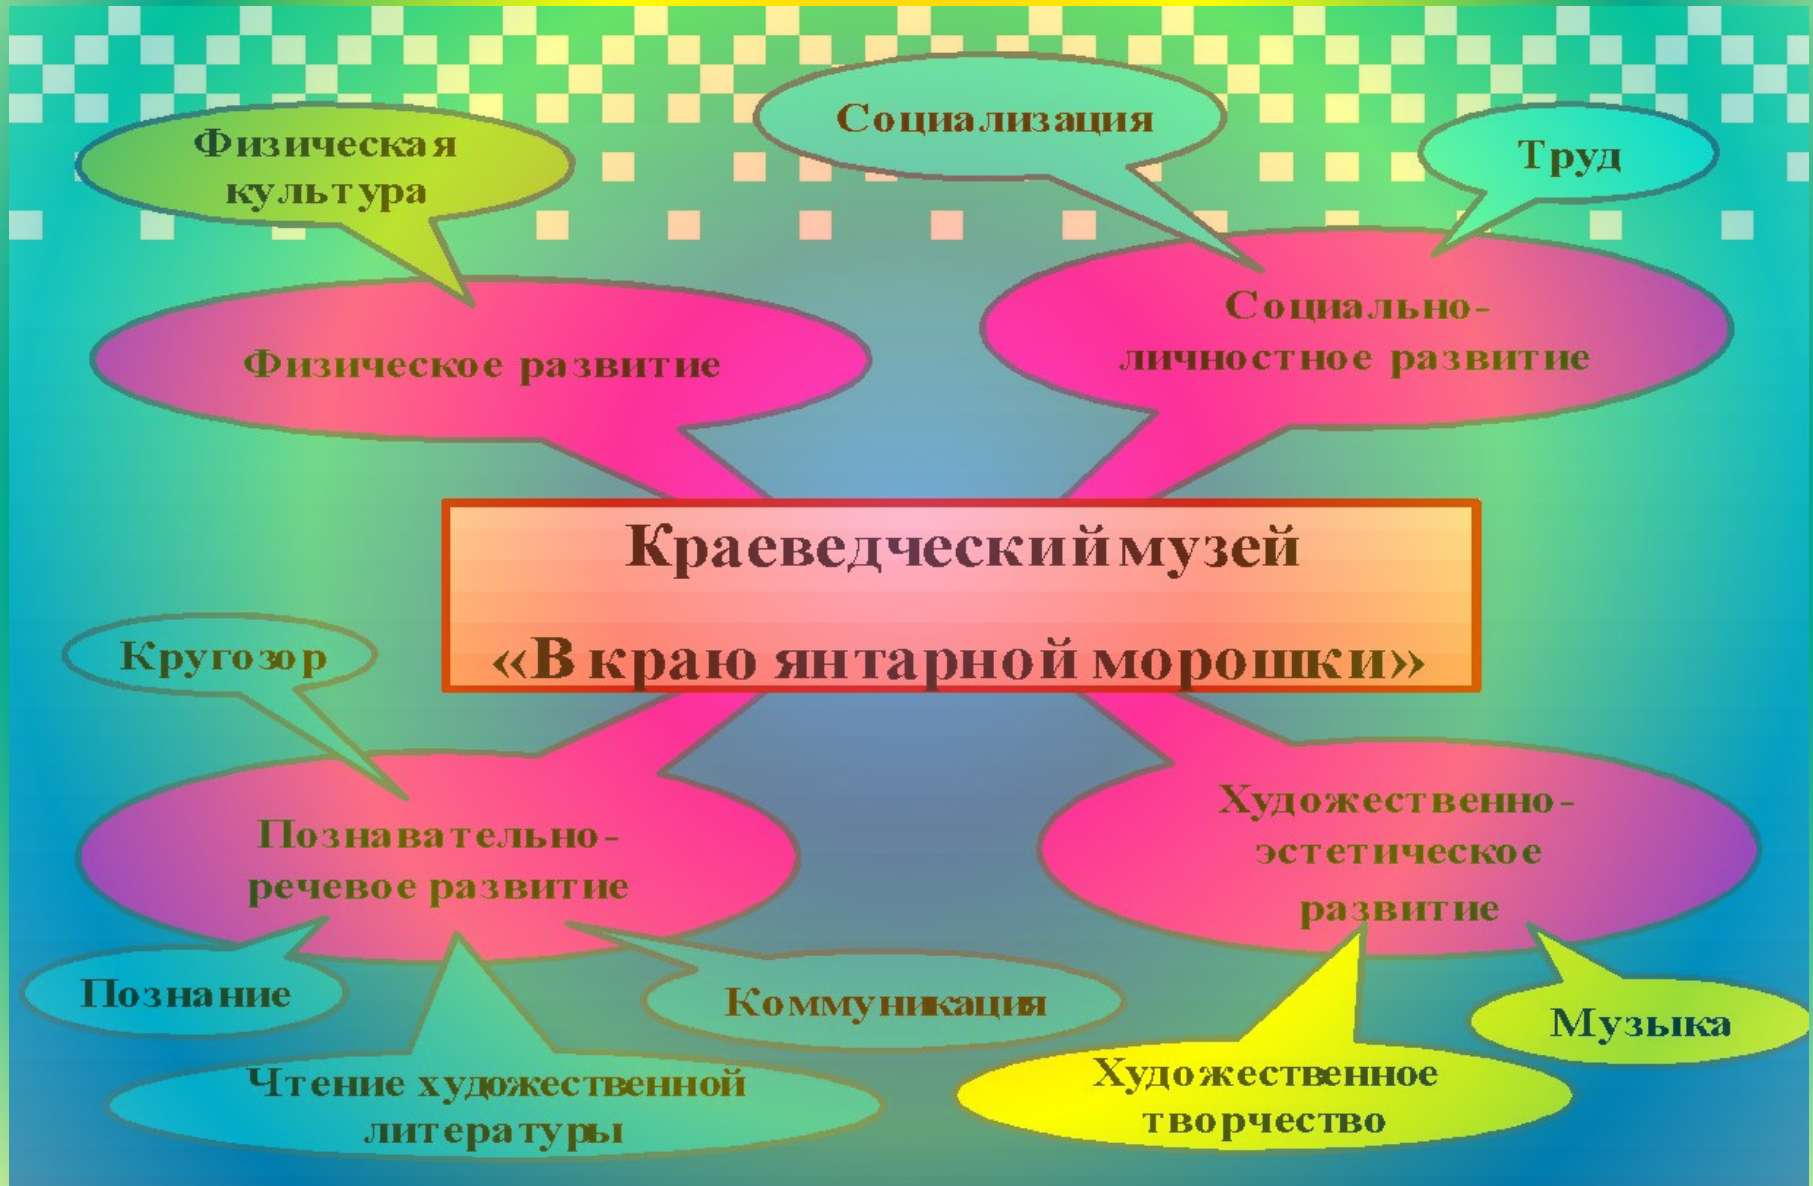 Физическая
культура
Социализация
Труд
Физическое развитие
Социально-
личностное развитие
Краеведческий музей
«В краю янтарной морошки»
Кругозор
Познавательно-
речевое развитие
Художественно-
эстетическое
развитие
Познание
Коммуникация
Музыка
Чтение художественной
литературы
Художественное
творчество